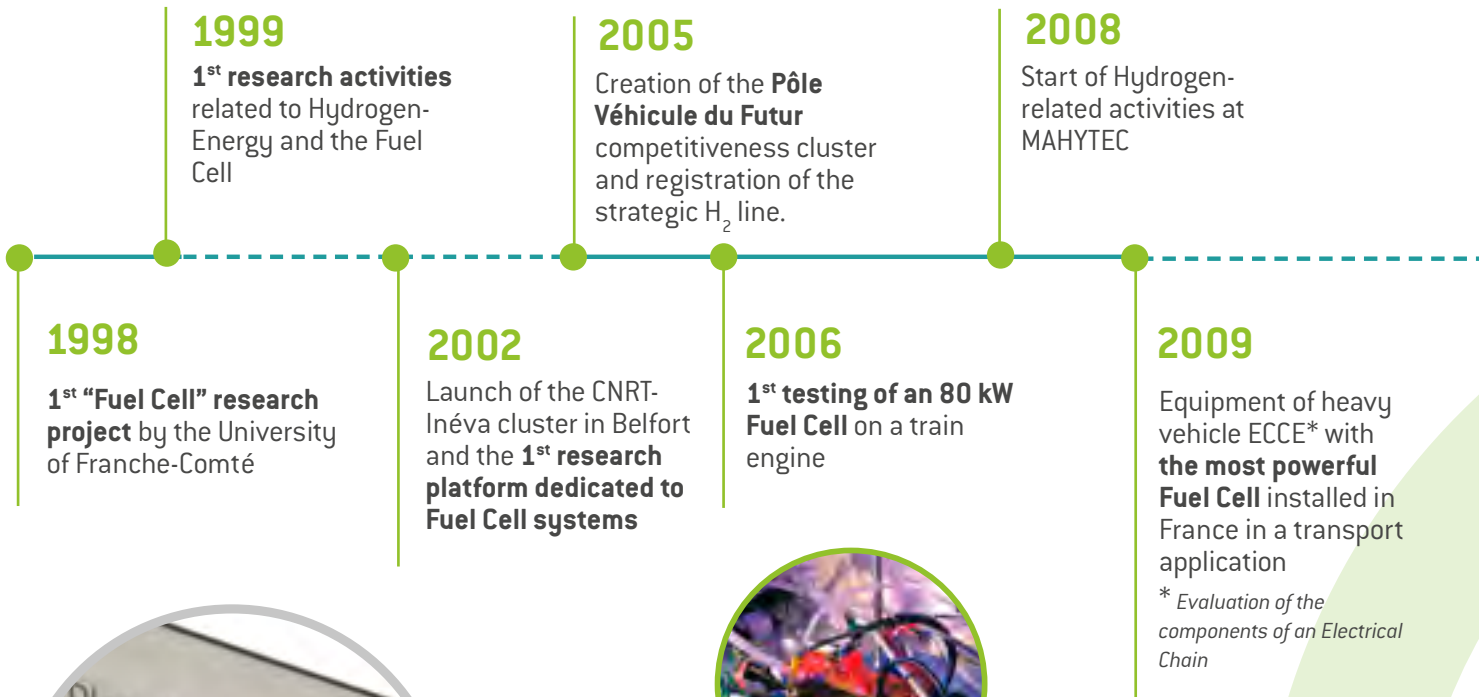 1999
1st research activities
related to Hydrogen-
Energy and the Fuel
Cell
2005
Creation of the Pôle
Véhicule du Futur
competitiveness cluster
and registration of the
strategic H2 line.
2008
Start of Hydrogen-
related activities at
MAHYTEC
1998
1st “Fuel Cell” research
project by the University
of Franche-Comté
2002
Launch of the CNRT-
Inéva cluster in Belfort
and the 1st research
platform dedicated to
Fuel Cell systems
2006
1st testing of an 80 kW
Fuel Cell on a train
engine
2009
Equipment of heavy
vehicle ECCE* with
the most powerful
Fuel Cell installed in
France in a transport
application
* Evaluation of the
components of an Electrical
Chain